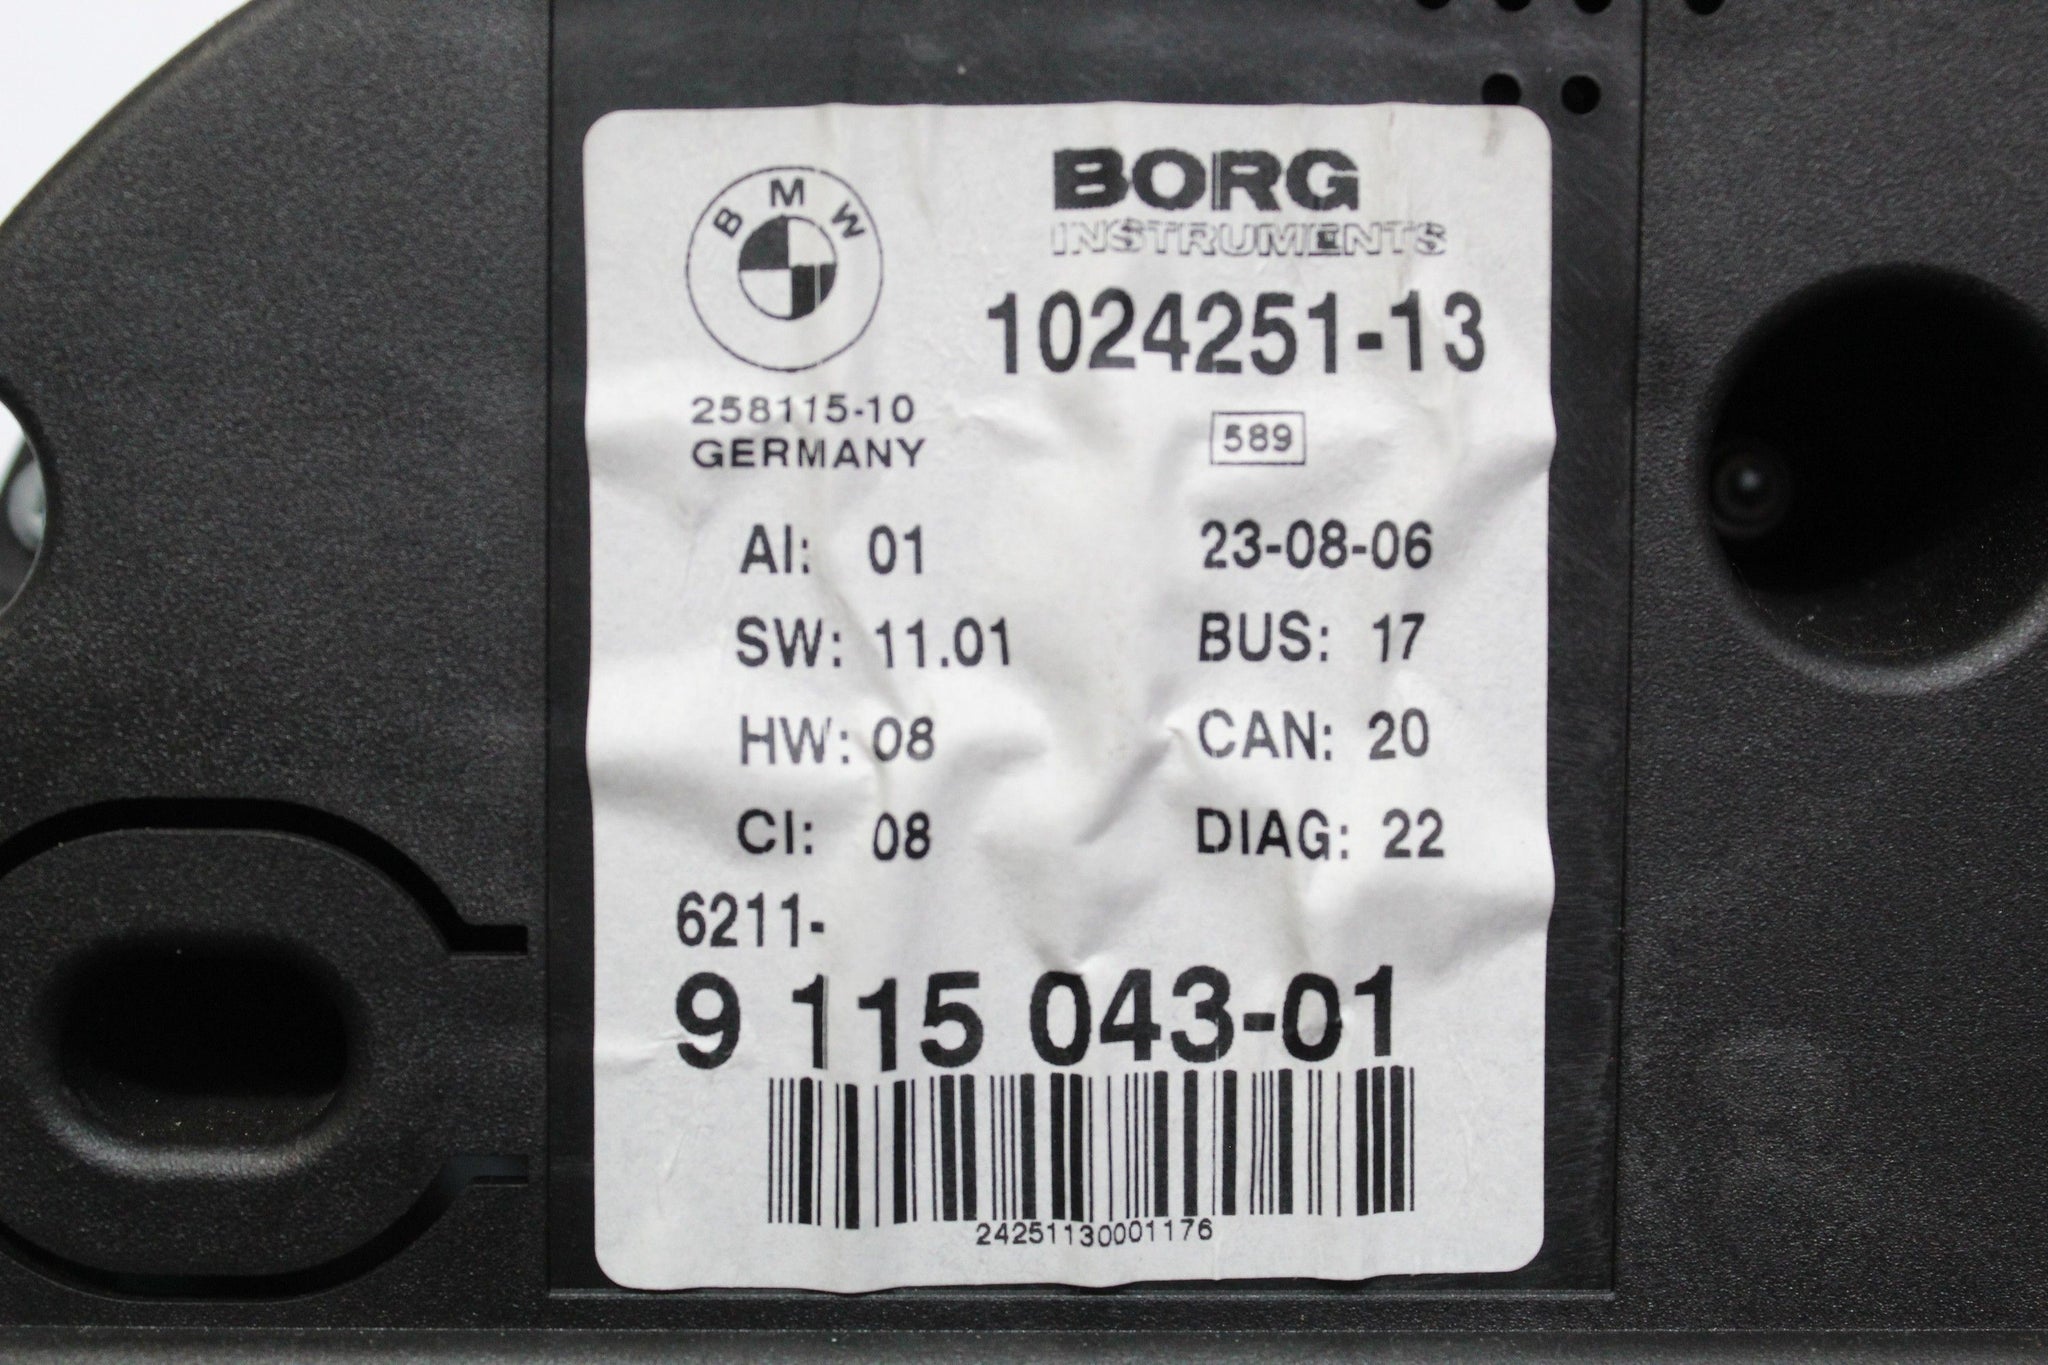 BMW
BORG
INSTRUMENTS
1024251-13
258115-10
GERMANY
589
AI: 01 23-08-06
SW: 11.01 BUS: 17
HW: 08 CAN: 20
CI: 08 DIAG: 22
6211-
9 115 043-01
24251130001176